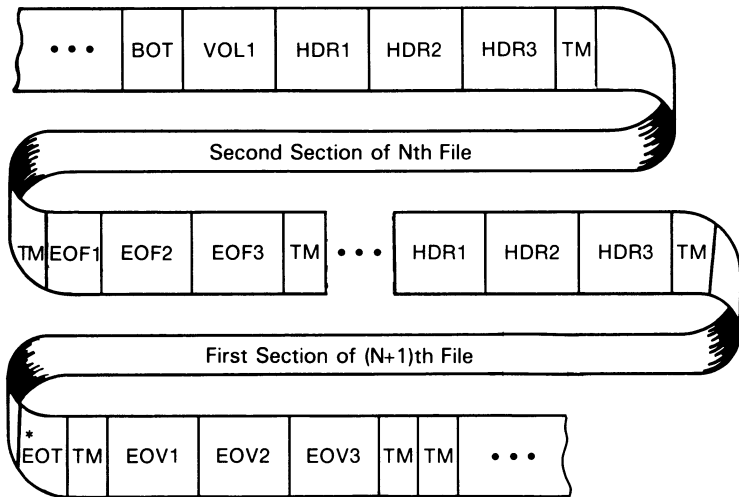 • • • BOT VOL1 HDR1 HDR2 HDR3 TM
Second Section of Nth File
TM EOF1 EOF2 EOF3 TM • • • HDR1 HDR2 HDR3 TM
First Section of (N+1)th File
* EOT TM EOV1 EOV2 EOV3 TM TM • • •